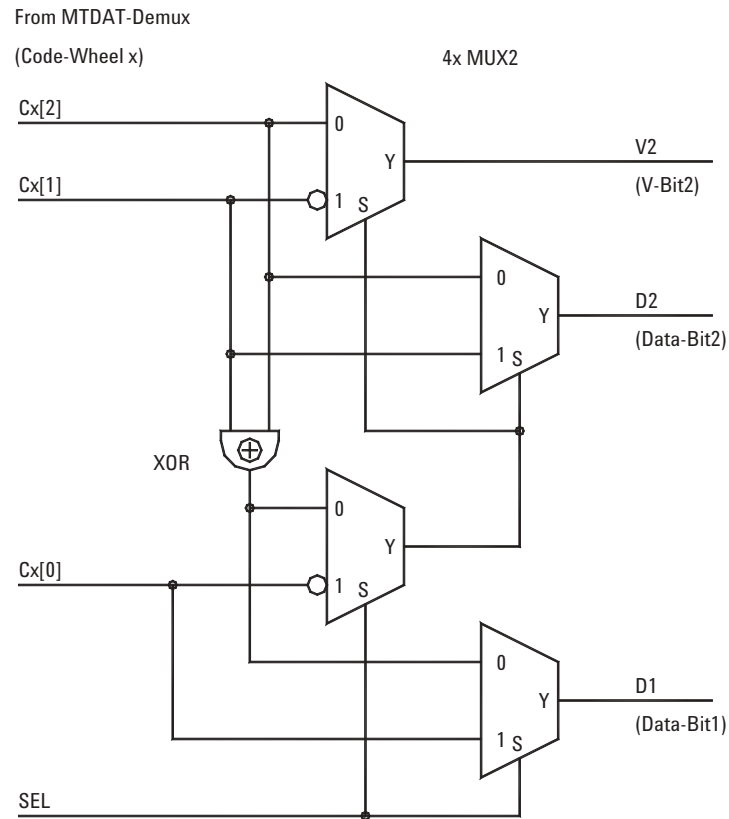 From MTDAT-Demux
(Code-Wheel x)
4x MUX2
Cx[2]
0
Y
V2
(V-Bit2)
Cx[1]
1 S
0
Y
D2
(Data-Bit2)
1 S
XOR
0
Y
Cx[0]
1 S
0
Y
D1
(Data-Bit1)
1 S
SEL